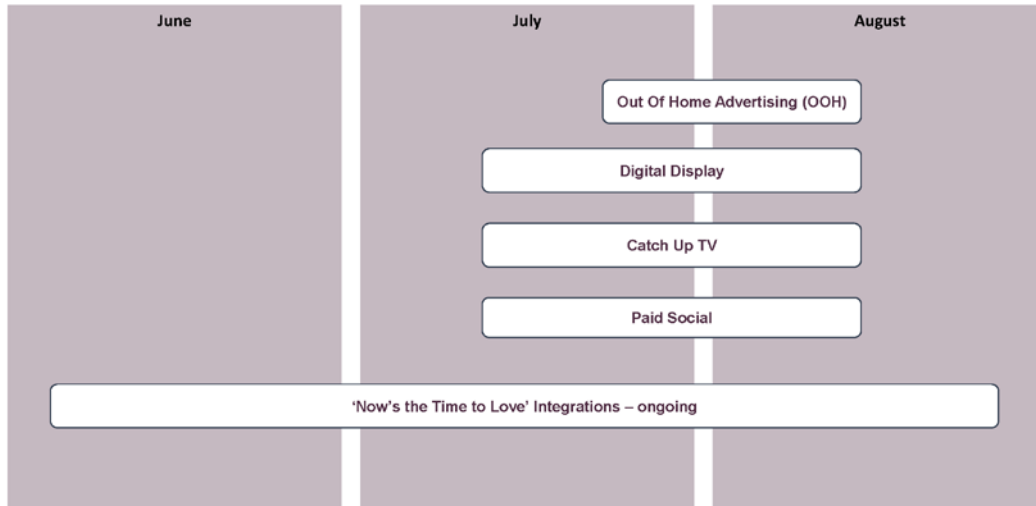 June
July
August
Out Of Home Advertising (OOH)
Digital Display
Catch Up TV
Paid Social
‘Now’s the Time to Love’ Integrations – ongoing